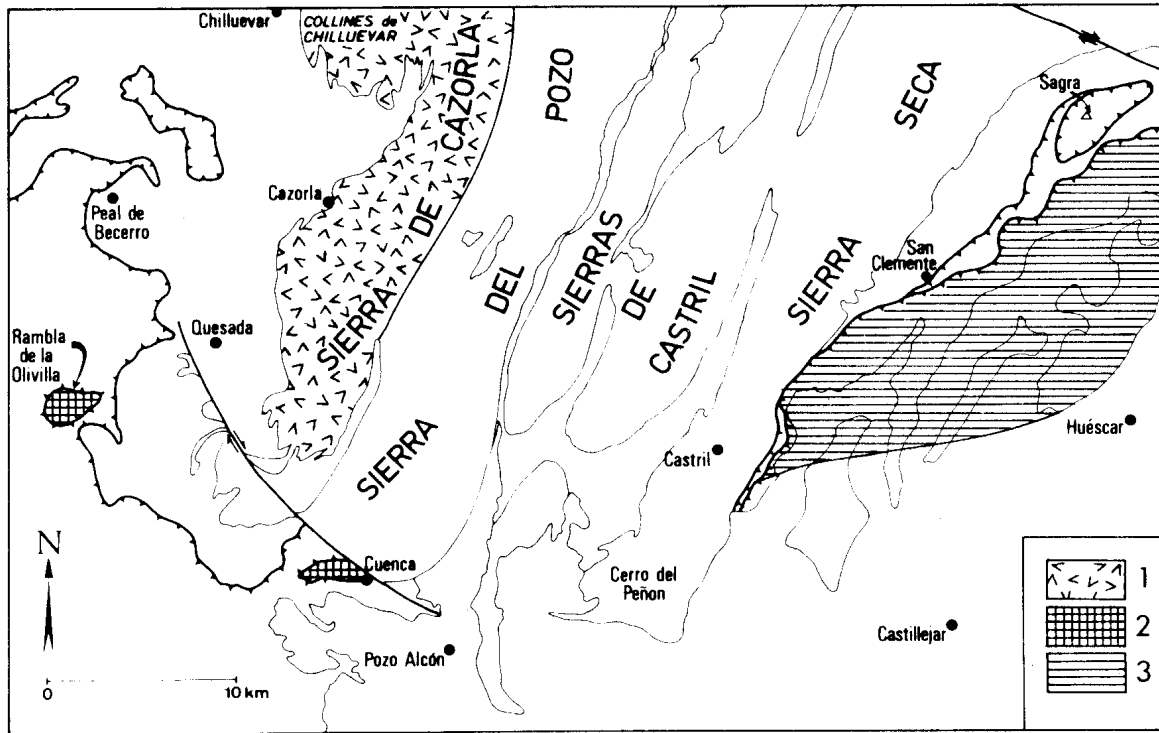 Chilluevar
COLLINES de
CHILLUEVAR
SIERRA DE CAZORLA
SIERRA DEL POZO
SIERRAS DE CASTRIL
SIERRA SECA
Sagra
Cazorla
Peal de
Becerro
San
Clemente
Quesada
Rambla
de la
Olivilla
Huéscar
Castril
N
Cuenca
Cerro del
Peñon
Castillejar
Pozo Alcón
0 10 km
1
2
3